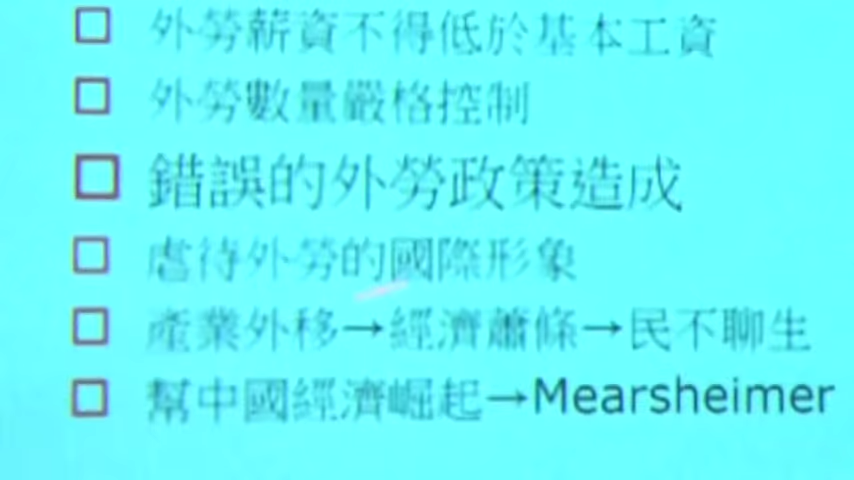 外勞薪資不得低於基本工資
外勞數量嚴格控制
錯誤的外勞政策造成
虐待外勞的國際形象
產業外移→經濟蕭條→民不聊生
幫中國經濟崛起→Mearsheimer